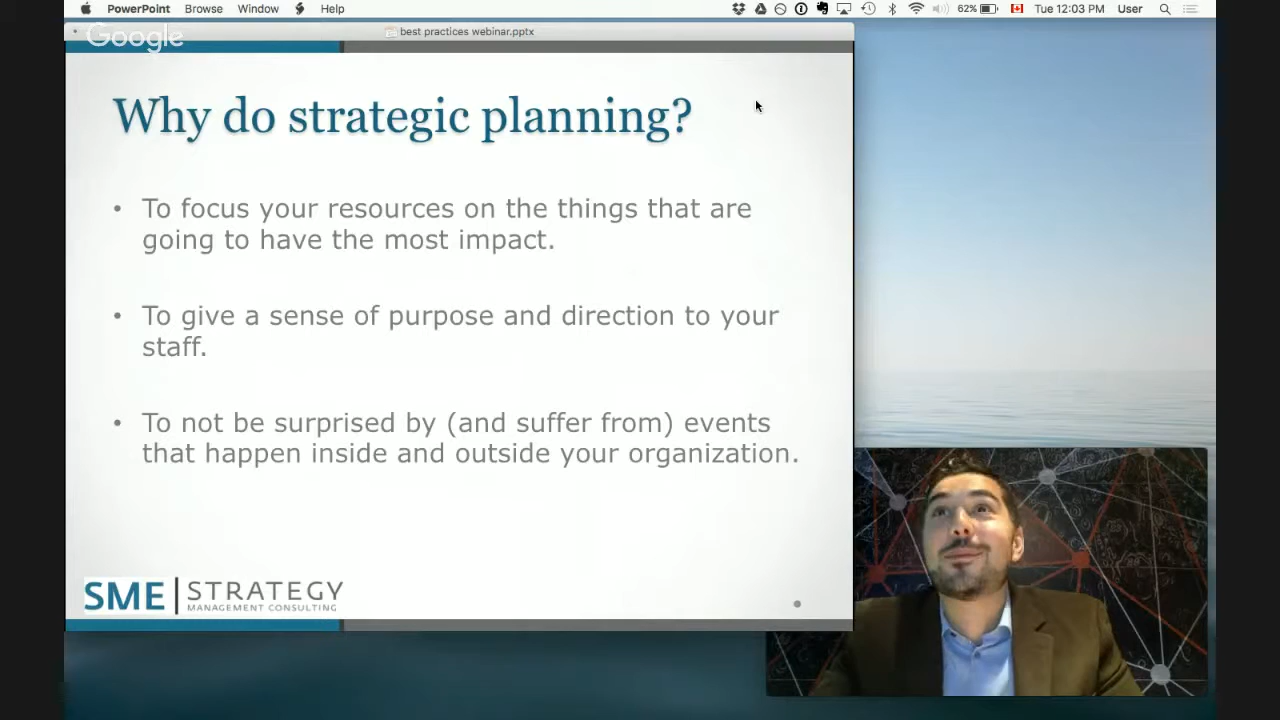 PowerPoint Browse Window Help
62% Tue 12:03 PM User
Google
best practices webinar.pptx
Why do strategic planning?
• To focus your resources on the things that are
going to have the most impact.
• To give a sense of purpose and direction to your
staff.
• To not be surprised by (and suffer from) events
that happen inside and outside your organization.
SME STRATEGY
MANAGEMENT CONSULTING